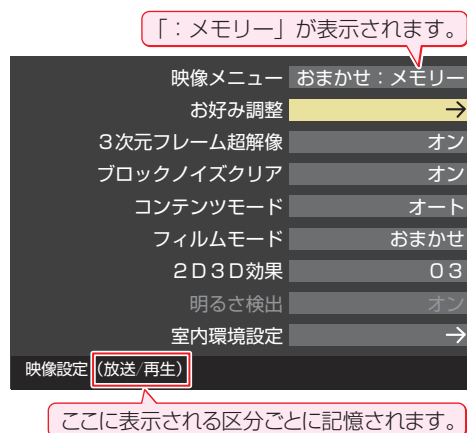 「：メモリー」が表示されます。
映像メニュー おまかせ：メモリー
お好み調整 →
３次元フレーム超解像 オン
ブロックノイズクリア オン
コンテンツモード オート
フィルムモード おまかせ
２Ｄ３Ｄ効果 ０３
明るさ検出 オン
室内環境設定 →
映像設定 (放送/再生)
ここに表示される区分ごとに記憶されます。